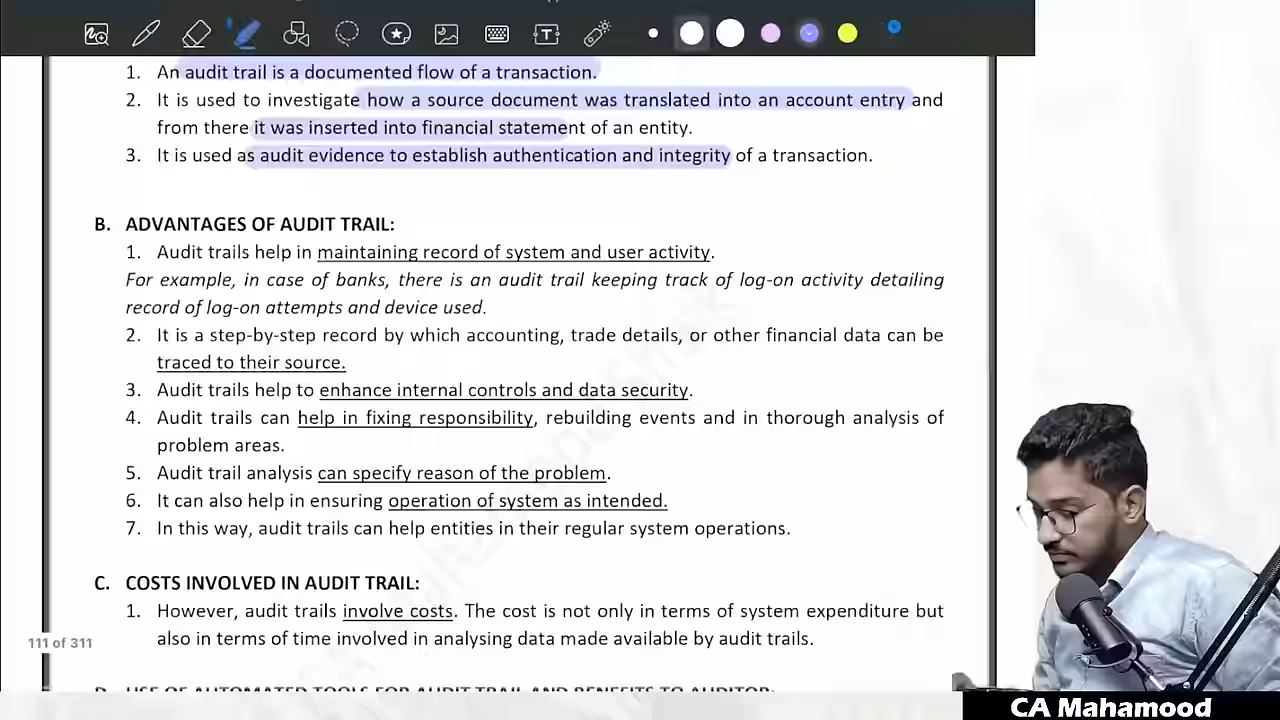 1. An audit trail is a documented flow of a transaction.
2. It is used to investigate how a source document was translated into an account entry and
from there it was inserted into financial statement of an entity.
3. It is used as audit evidence to establish authentication and integrity of a transaction.
B. ADVANTAGES OF AUDIT TRAIL:
1. Audit trails help in maintaining record of system and user activity.
For example, in case of banks, there is an audit trail keeping track of log-on activity detailing
record of log-on attempts and device used.
2. It is a step-by-step record by which accounting, trade details, or other financial data can be
traced to their source.
3. Audit trails help to enhance internal controls and data security.
4. Audit trails can help in fixing responsibility, rebuilding events and in thorough analysis of
problem areas.
5. Audit trail analysis can specify reason of the problem.
6. It can also help in ensuring operation of system as intended.
7. In this way, audit trails can help entities in their regular system operations.
C. COSTS INVOLVED IN AUDIT TRAIL:
1. However, audit trails involve costs. The cost is not only in terms of system expenditure but
also in terms of time involved in analysing data made available by audit trails.
111 of 311
D. USE OF AUTOMATED TOOLS FOR AUDIT TRAIL AND BENEFITS TO AUDITOR:
CA Mahamood